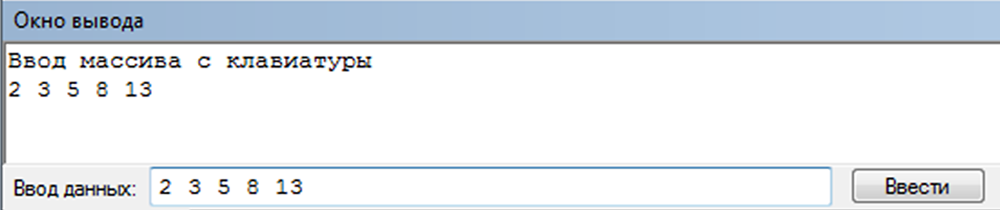 Окно вывода
Ввод массива с клавиатуры
2 3 5 8 13
Ввод данных: 2 3 5 8 13 Ввести